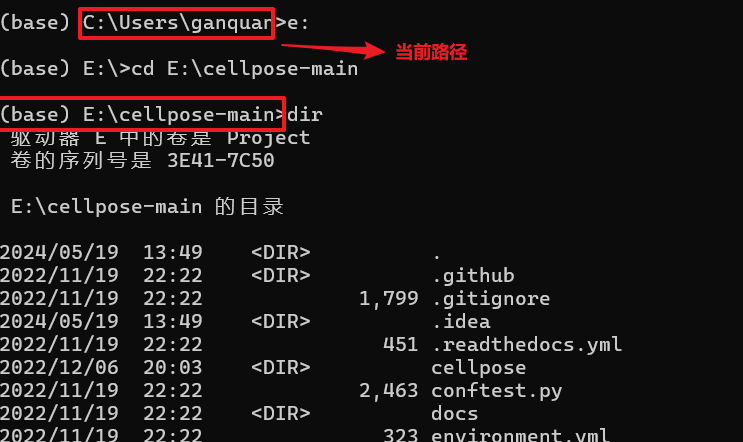 (base) C:\Users\ganquan>e:
当前路径
(base) E:\>cd E:\cellpose-main
(base) E:\cellpose-main>dir
驱动器 E 中的卷是 Project
卷的序列号是 3E41-7C50
E:\cellpose-main 的目录
2024/05/19  13:49    <DIR>          .
2022/11/19  22:22    <DIR>          .github
2022/11/19  22:22             1,799 .gitignore
2024/05/19  13:49    <DIR>          .idea
2022/11/19  22:22               451 .readthedocs.yml
2022/12/06  20:03    <DIR>          cellpose
2022/11/19  22:22             2,463 conftest.py
2022/11/19  22:22    <DIR>          docs
2022/11/19  22:22               323 environment.yml